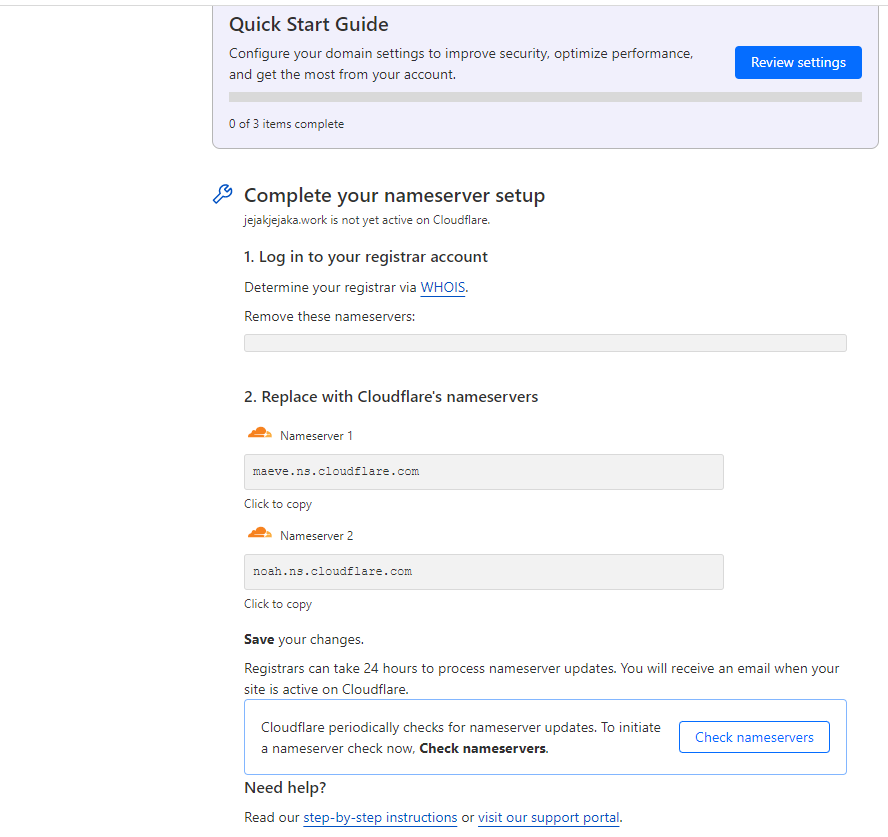 Quick Start Guide
Configure your domain settings to improve security, optimize performance,
and get the most from your account.
Review settings
0 of 3 items complete
Complete your nameserver setup
jejakjejaka.work is not yet active on Cloudflare.
1. Log in to your registrar account
Determine your registrar via WHOIS.
Remove these nameservers:
2. Replace with Cloudflare's nameservers
Nameserver 1
maeve.ns.cloudflare.com
Click to copy
Nameserver 2
noah.ns.cloudflare.com
Click to copy
Save your changes.
Registrars can take 24 hours to process nameserver updates. You will receive an email when your
site is active on Cloudflare.
Cloudflare periodically checks for nameserver updates. To initiate
a nameserver check now, Check nameservers.
Check nameservers
Need help?
Read our step-by-step instructions or visit our support portal.